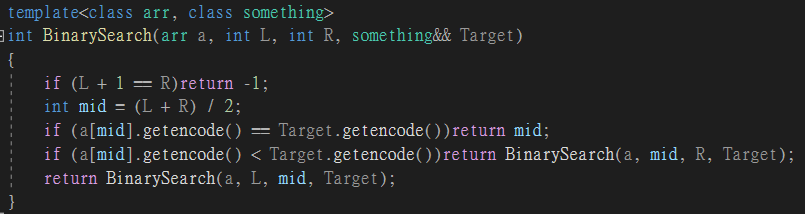 template<class arr, class something>
int BinarySearch(arr a, int L, int R, something&& Target)
{
    if (L + 1 == R)return -1;
    int mid = (L + R) / 2;
    if (a[mid].getencode() == Target.getencode())return mid;
    if (a[mid].getencode() < Target.getencode())return BinarySearch(a, mid, R, Target);
    return BinarySearch(a, L, mid, Target);
}